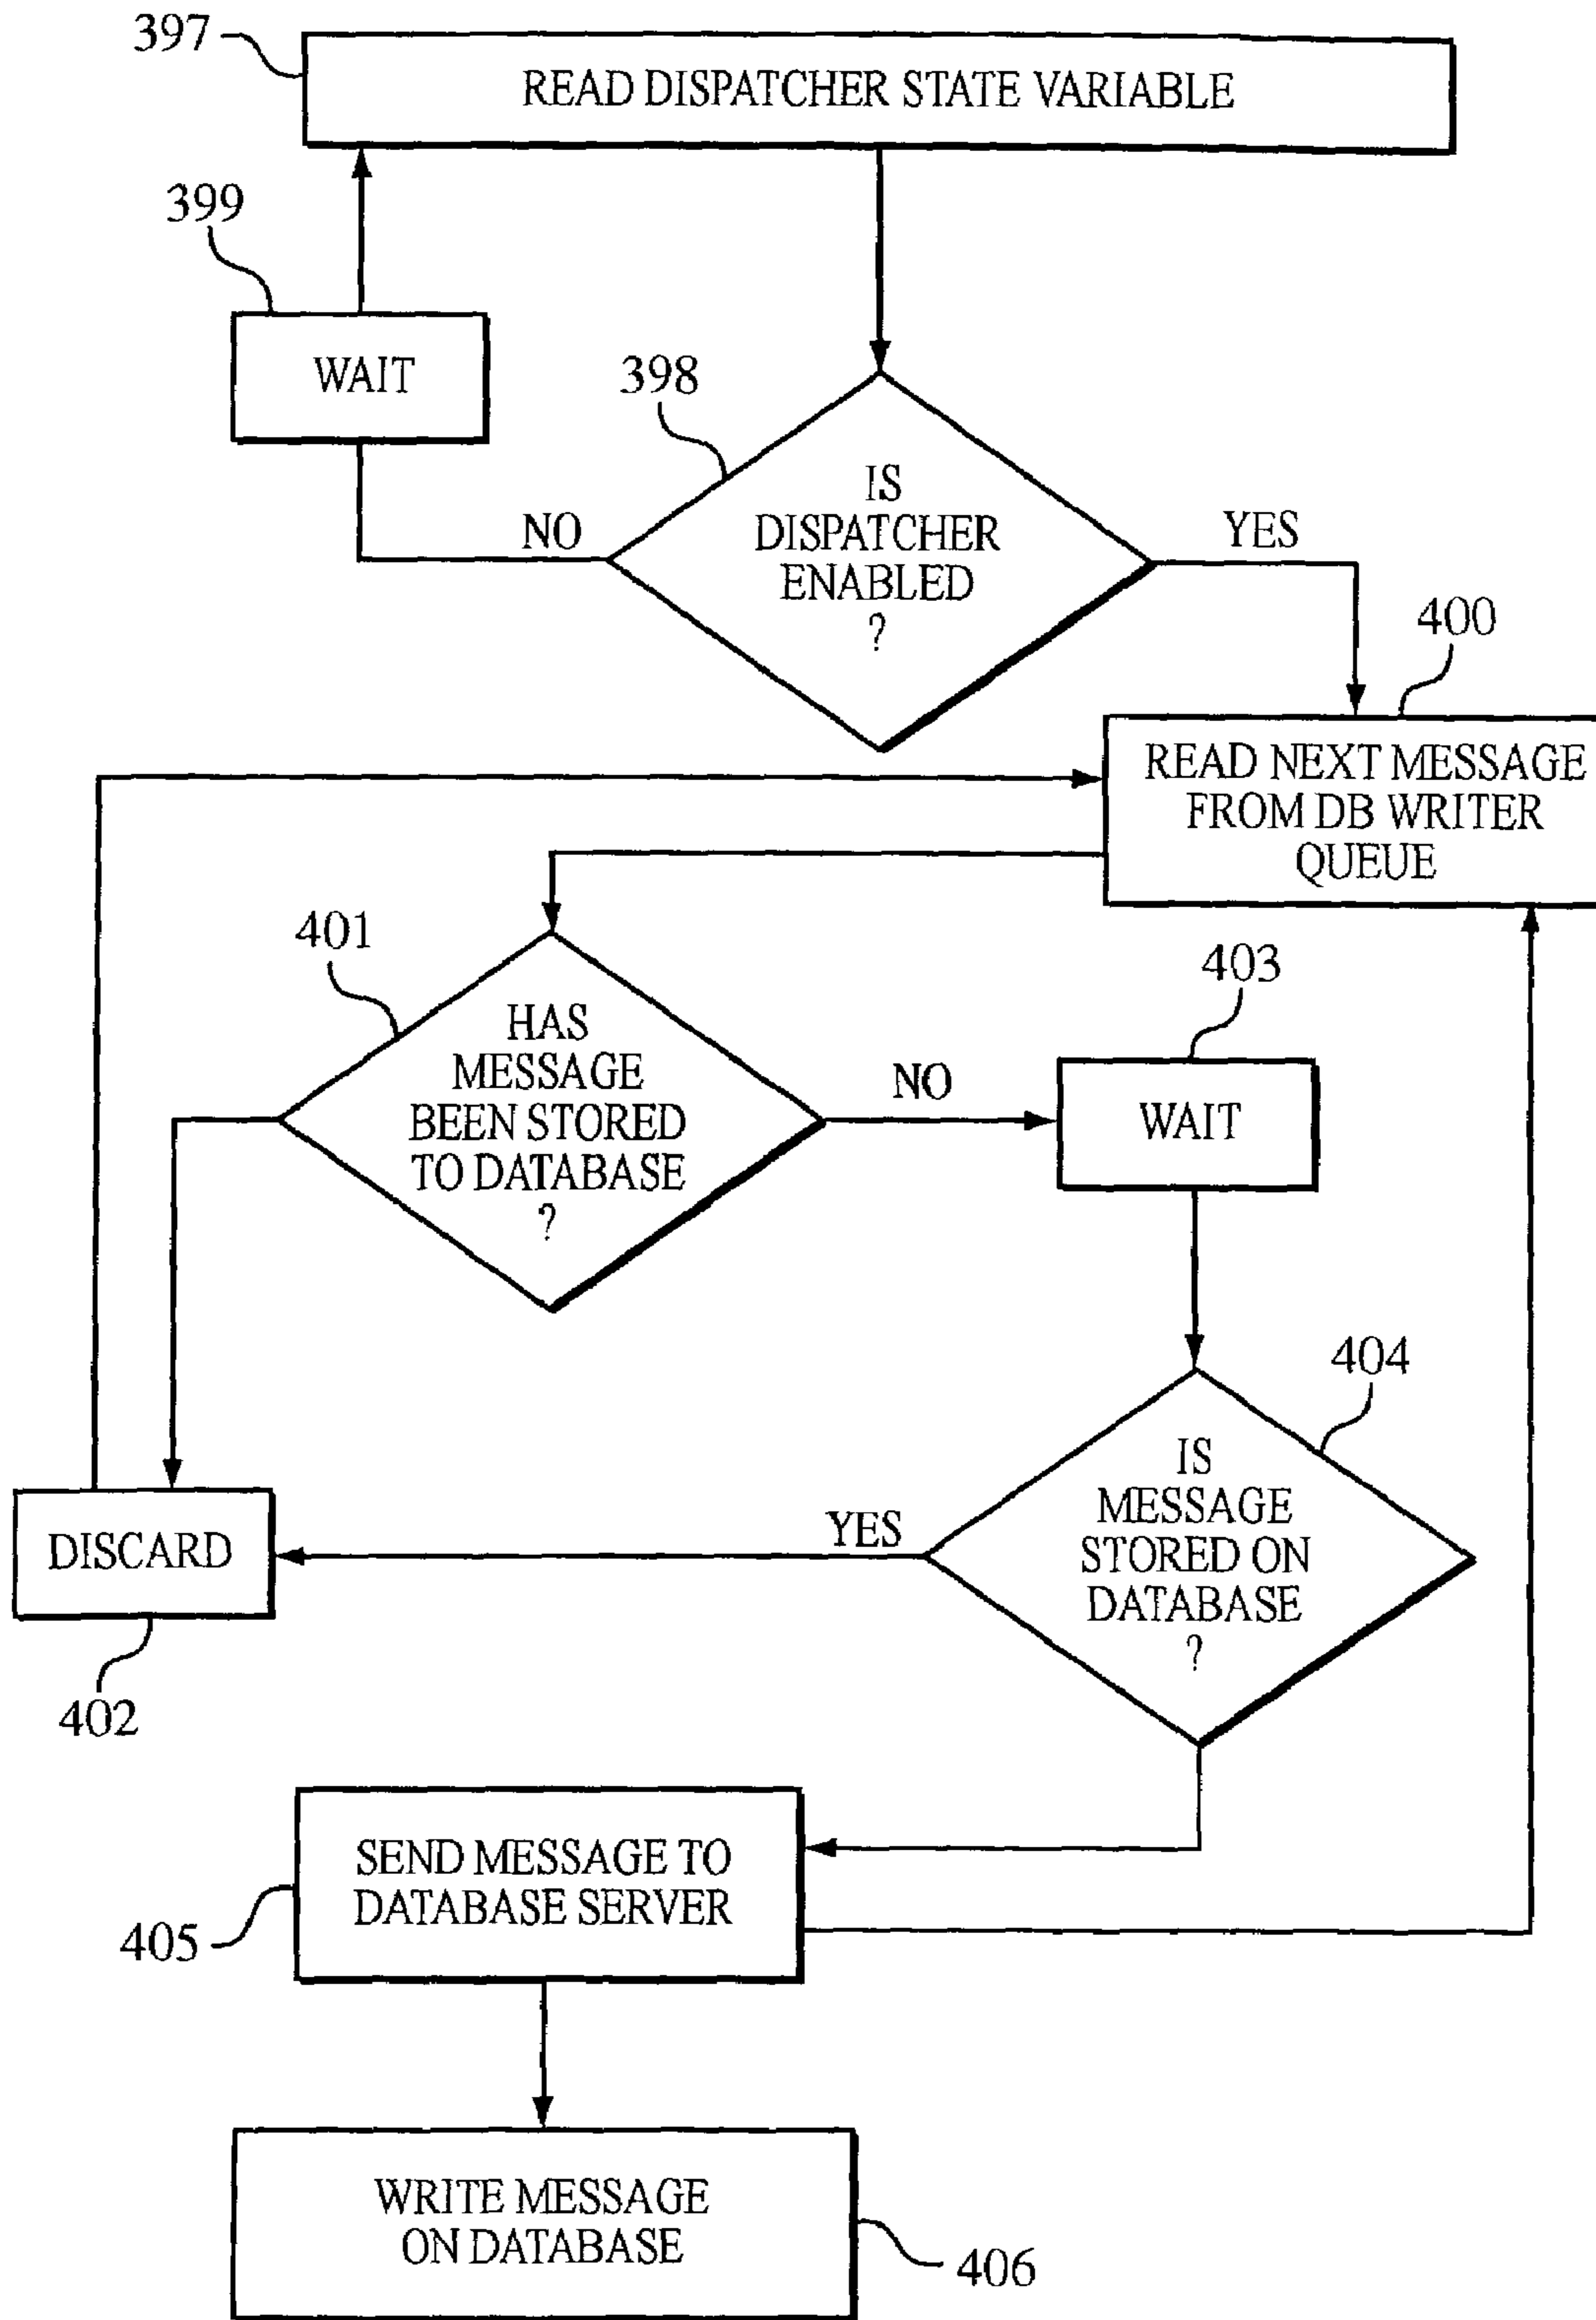 397
READ DISPATCHER STATE VARIABLE
399
WAIT
398
IS
DISPATCHER
ENABLED
?
NO
YES
400
READ NEXT MESSAGE
FROM DB WRITER
QUEUE
401
HAS
MESSAGE
BEEN STORED
TO DATABASE
?
NO
403
WAIT
404
IS
MESSAGE
STORED ON
DATABASE
?
YES
DISCARD
402
SEND MESSAGE TO
DATABASE SERVER
405
WRITE MESSAGE
ON DATABASE
406